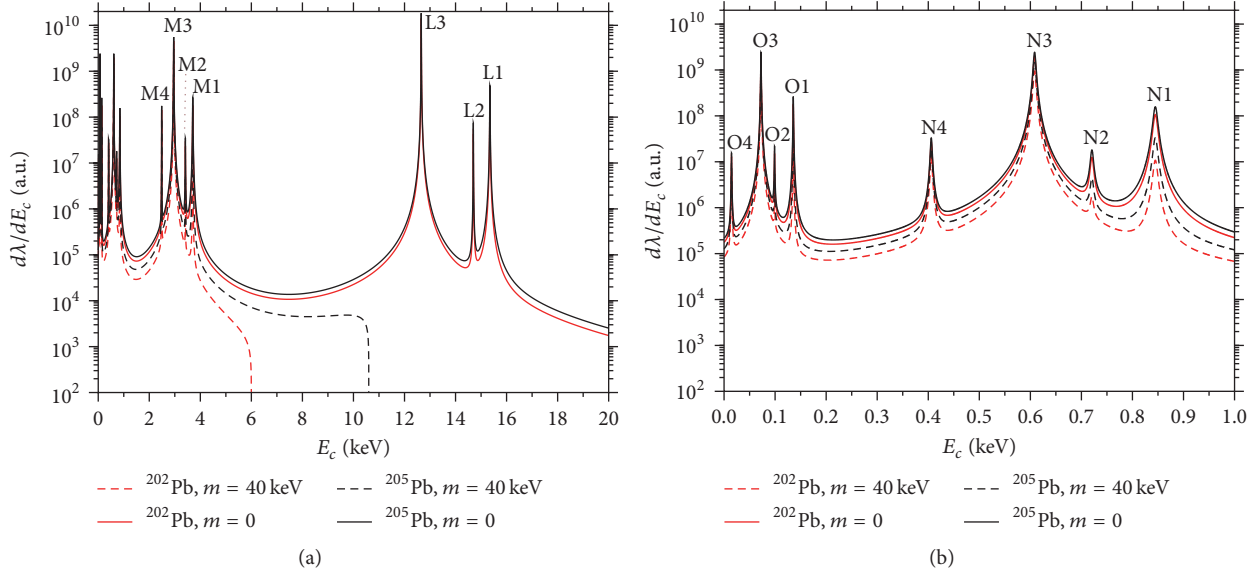 (a)
dλ/dE_c (a.u.)
10^10
10^9
10^8
10^7
10^6
10^5
10^4
10^3
10^2
M3
M2
M4
M1
L3
L1
L2
0 2 4 6 8 10 12 14 16 18 20
E_c (keV)
^202Pb, m = 40 keV
^205Pb, m = 40 keV
^202Pb, m = 0
^205Pb, m = 0
(a)
dλ/dE_c (a.u.)
10^10
10^9
10^8
10^7
10^6
10^5
10^4
10^3
10^2
O3
N3
O1
N1
O4
O2
N4
N2
0.0 0.1 0.2 0.3 0.4 0.5 0.6 0.7 0.8 0.9 1.0
E_c (keV)
^202Pb, m = 40 keV
^205Pb, m = 40 keV
^202Pb, m = 0
^205Pb, m = 0
(b)